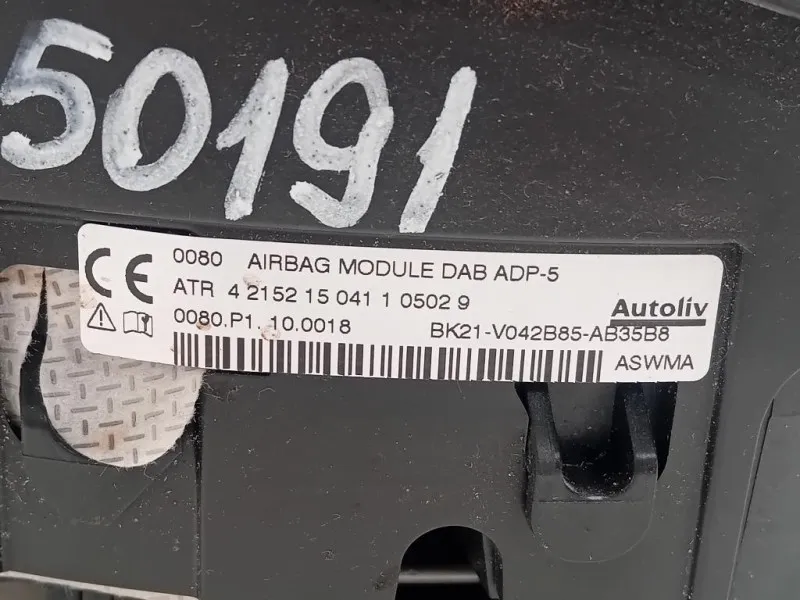 50191
CE 0080 AIRBAG MODULE DAB ADP-5
ATR 4 2152 15 041 1 0502 9
Autoliv
0080.P1. 10.0018 BK21-V042B85-AB35B8
ASWMA